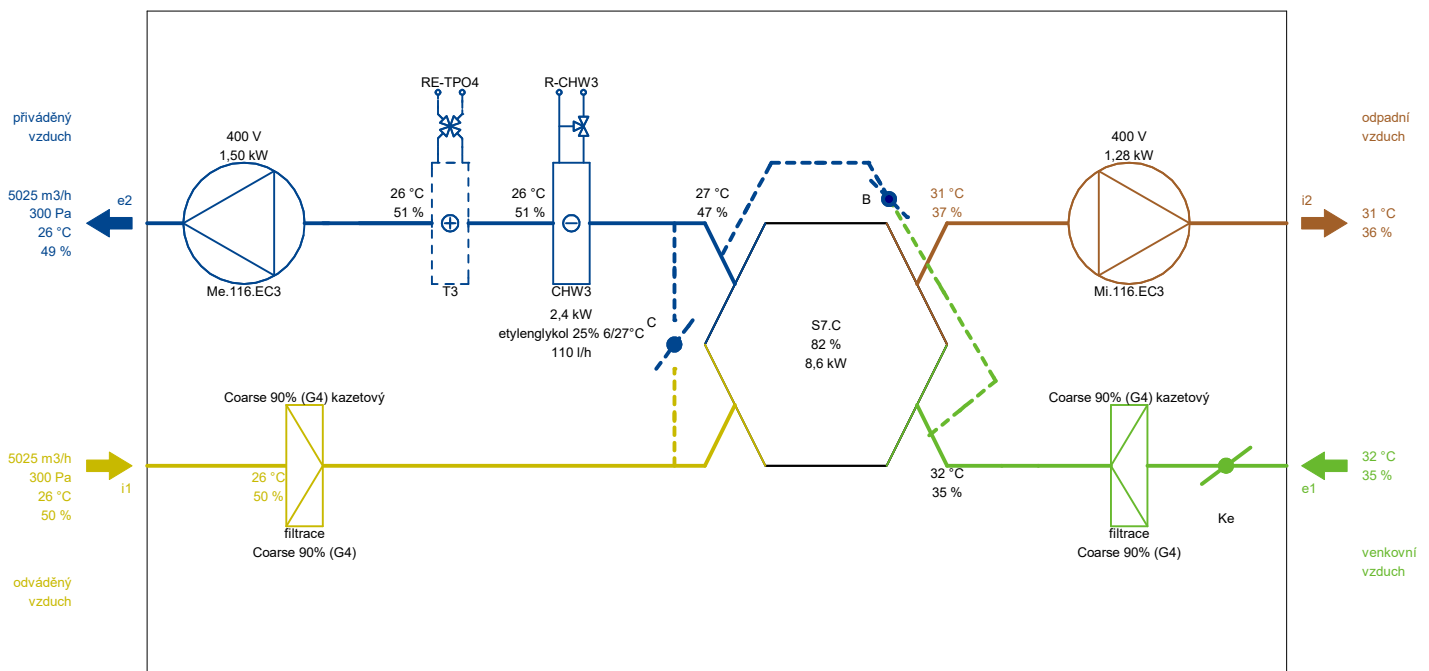 RE-TPO4
R-CHW3
přiváděný
vzduch
400 V
1,50 kW
5025 m3/h
300 Pa
26 °C
49 %
e2
Me.116.EC3
26 °C
51 %
T3
26 °C
51 %
CHW3
2,4 kW
etylenglykol 25% 6/27°C
110 l/h
C
27 °C
47 %
B
S7.C
82 %
8,6 kW
31 °C
37 %
400 V
1,28 kW
Mi.116.EC3
odpadní
vzduch
i2
31 °C
36 %
5025 m3/h
300 Pa
26 °C
50 %
i1
Coarse 90% (G4) kazetový
26 °C
50 %
filtrace
Coarse 90% (G4)
odváděný
vzduch
32 °C
35 %
Coarse 90% (G4) kazetový
filtrace
Coarse 90% (G4)
Ke
32 °C
35 %
e1
venkovní
vzduch